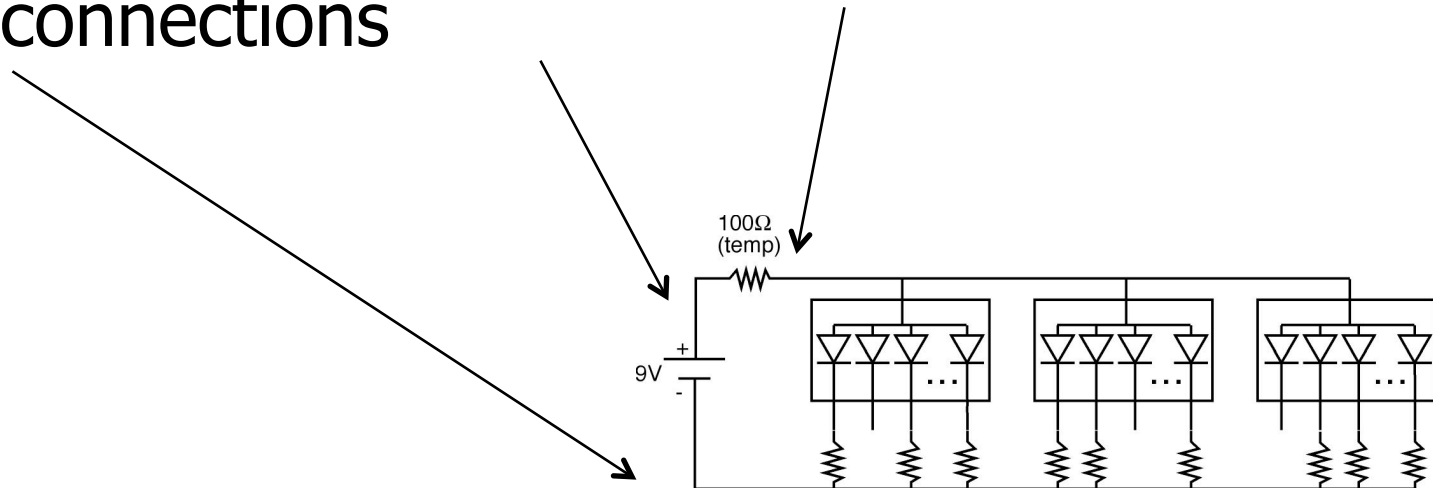 connections
100Ω
(temp)
+
9V
-
...
...
...